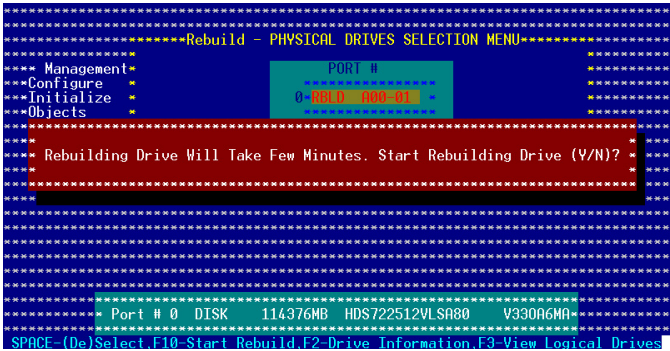 Rebuild - PHYSICAL DRIVES SELECTION MENU
Management
PORT #
Configure
Initialize 0 RBLD A00-01
Objects
Rebuilding Drive Will Take Few Minutes. Start Rebuilding Drive (Y/N)?
Port # 0 DISK 114376MB HDS722512VLSA80 V33OA6MA
SPACE-(De)Select,F10-Start Rebuild,F2-Drive Information,F3-View Logical Drives